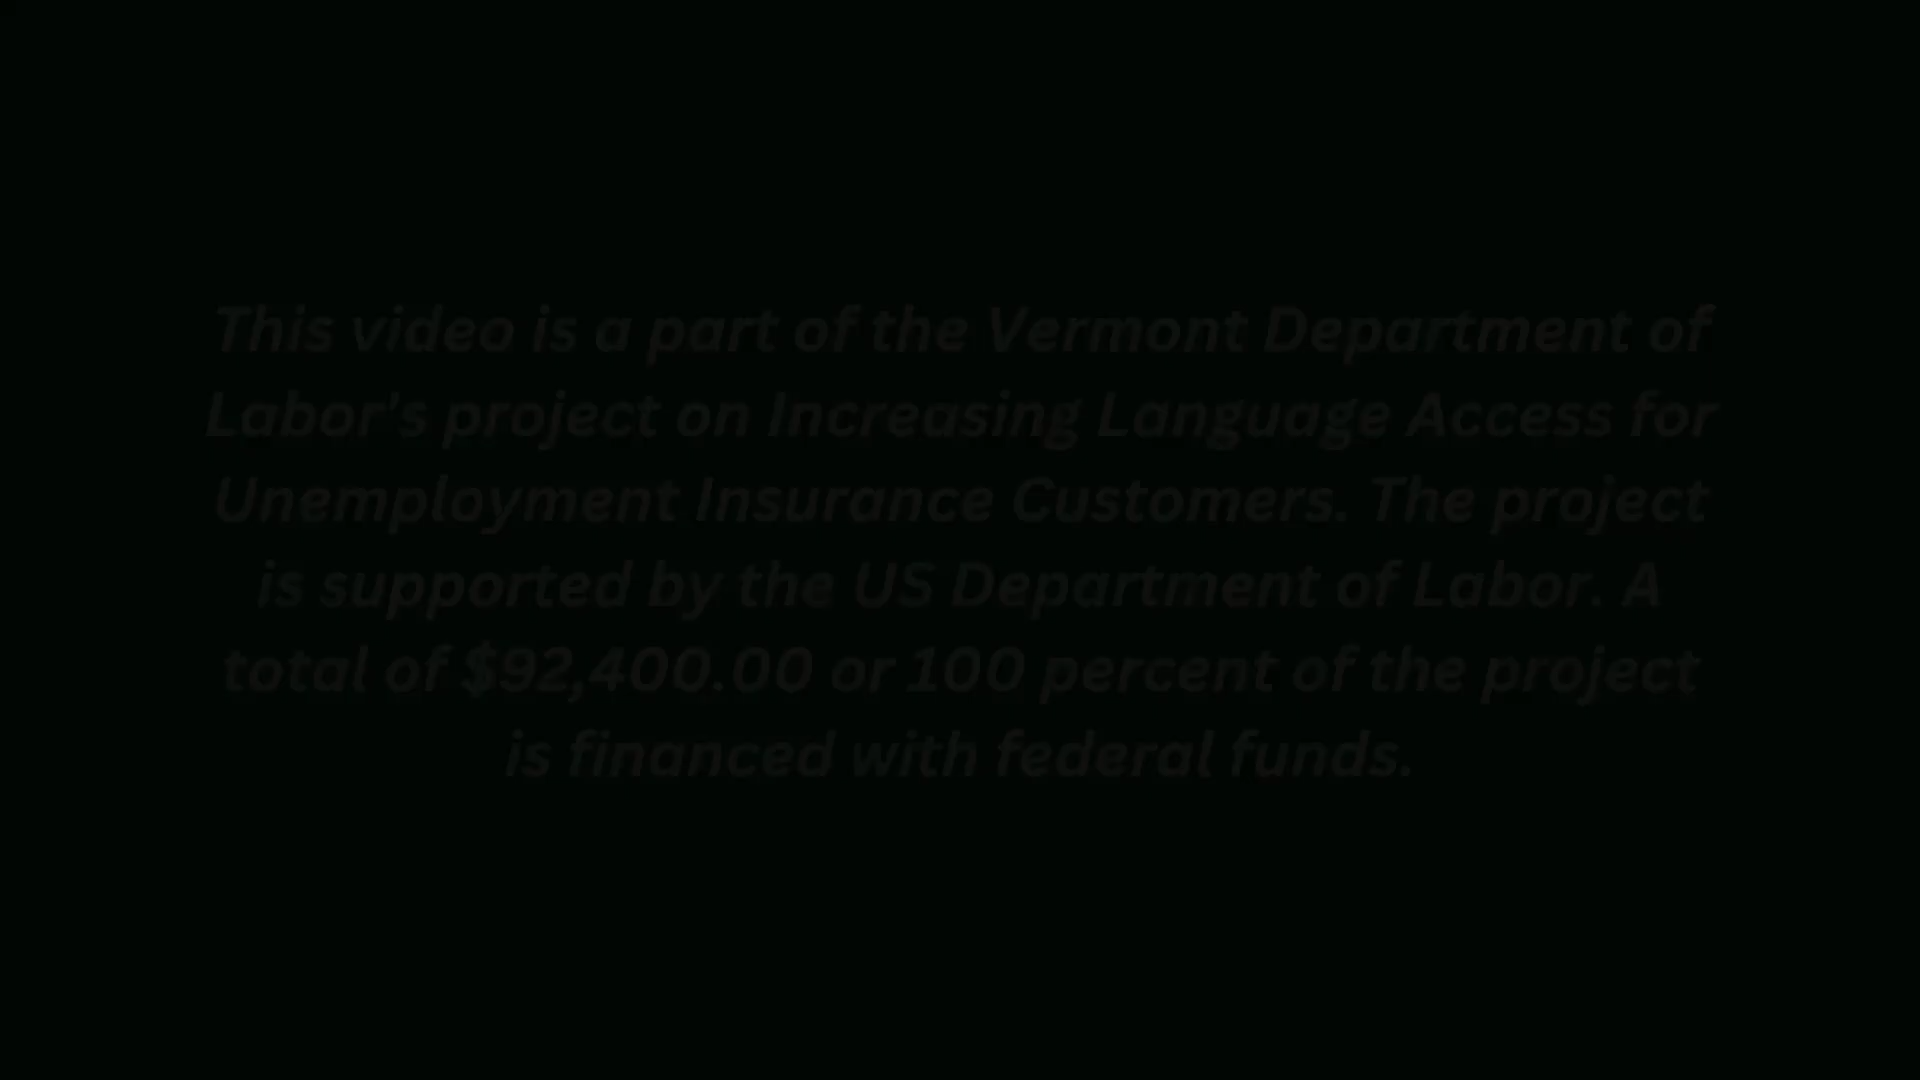 This video is a part of the Vermont Department of
Labor's project on Increasing Language Access for
Unemployment Insurance Customers. The project
is supported by the US Department of Labor. A
total of $92,400.00 or 100 percent of the project
is financed with federal funds.